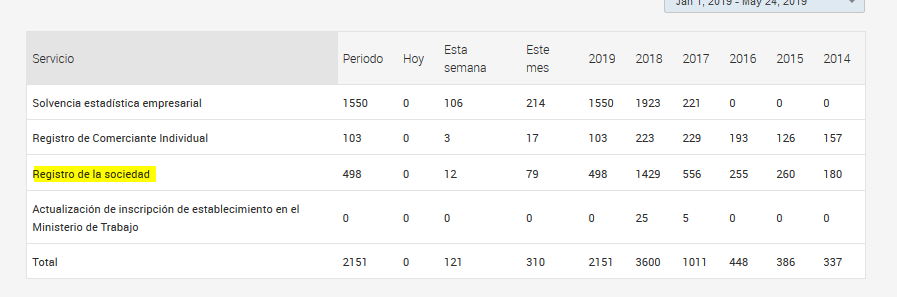 Jan 1, 2019 - May 24, 2019
Servicio Periodo Hoy Esta semana Este mes 2019 2018 2017 2016 2015 2014
Solvencia estadística empresarial 1550 0 106 214 1550 1923 221 0 0 0
Registro de Comerciante Individual 103 0 3 17 103 223 229 193 126 157
Registro de la sociedad 498 0 12 79 498 1429 556 255 260 180
Actualización de inscripción de establecimiento en el
Ministerio de Trabajo 0 0 0 0 0 25 5 0 0 0
Total 2151 0 121 310 2151 3600 1011 448 386 337